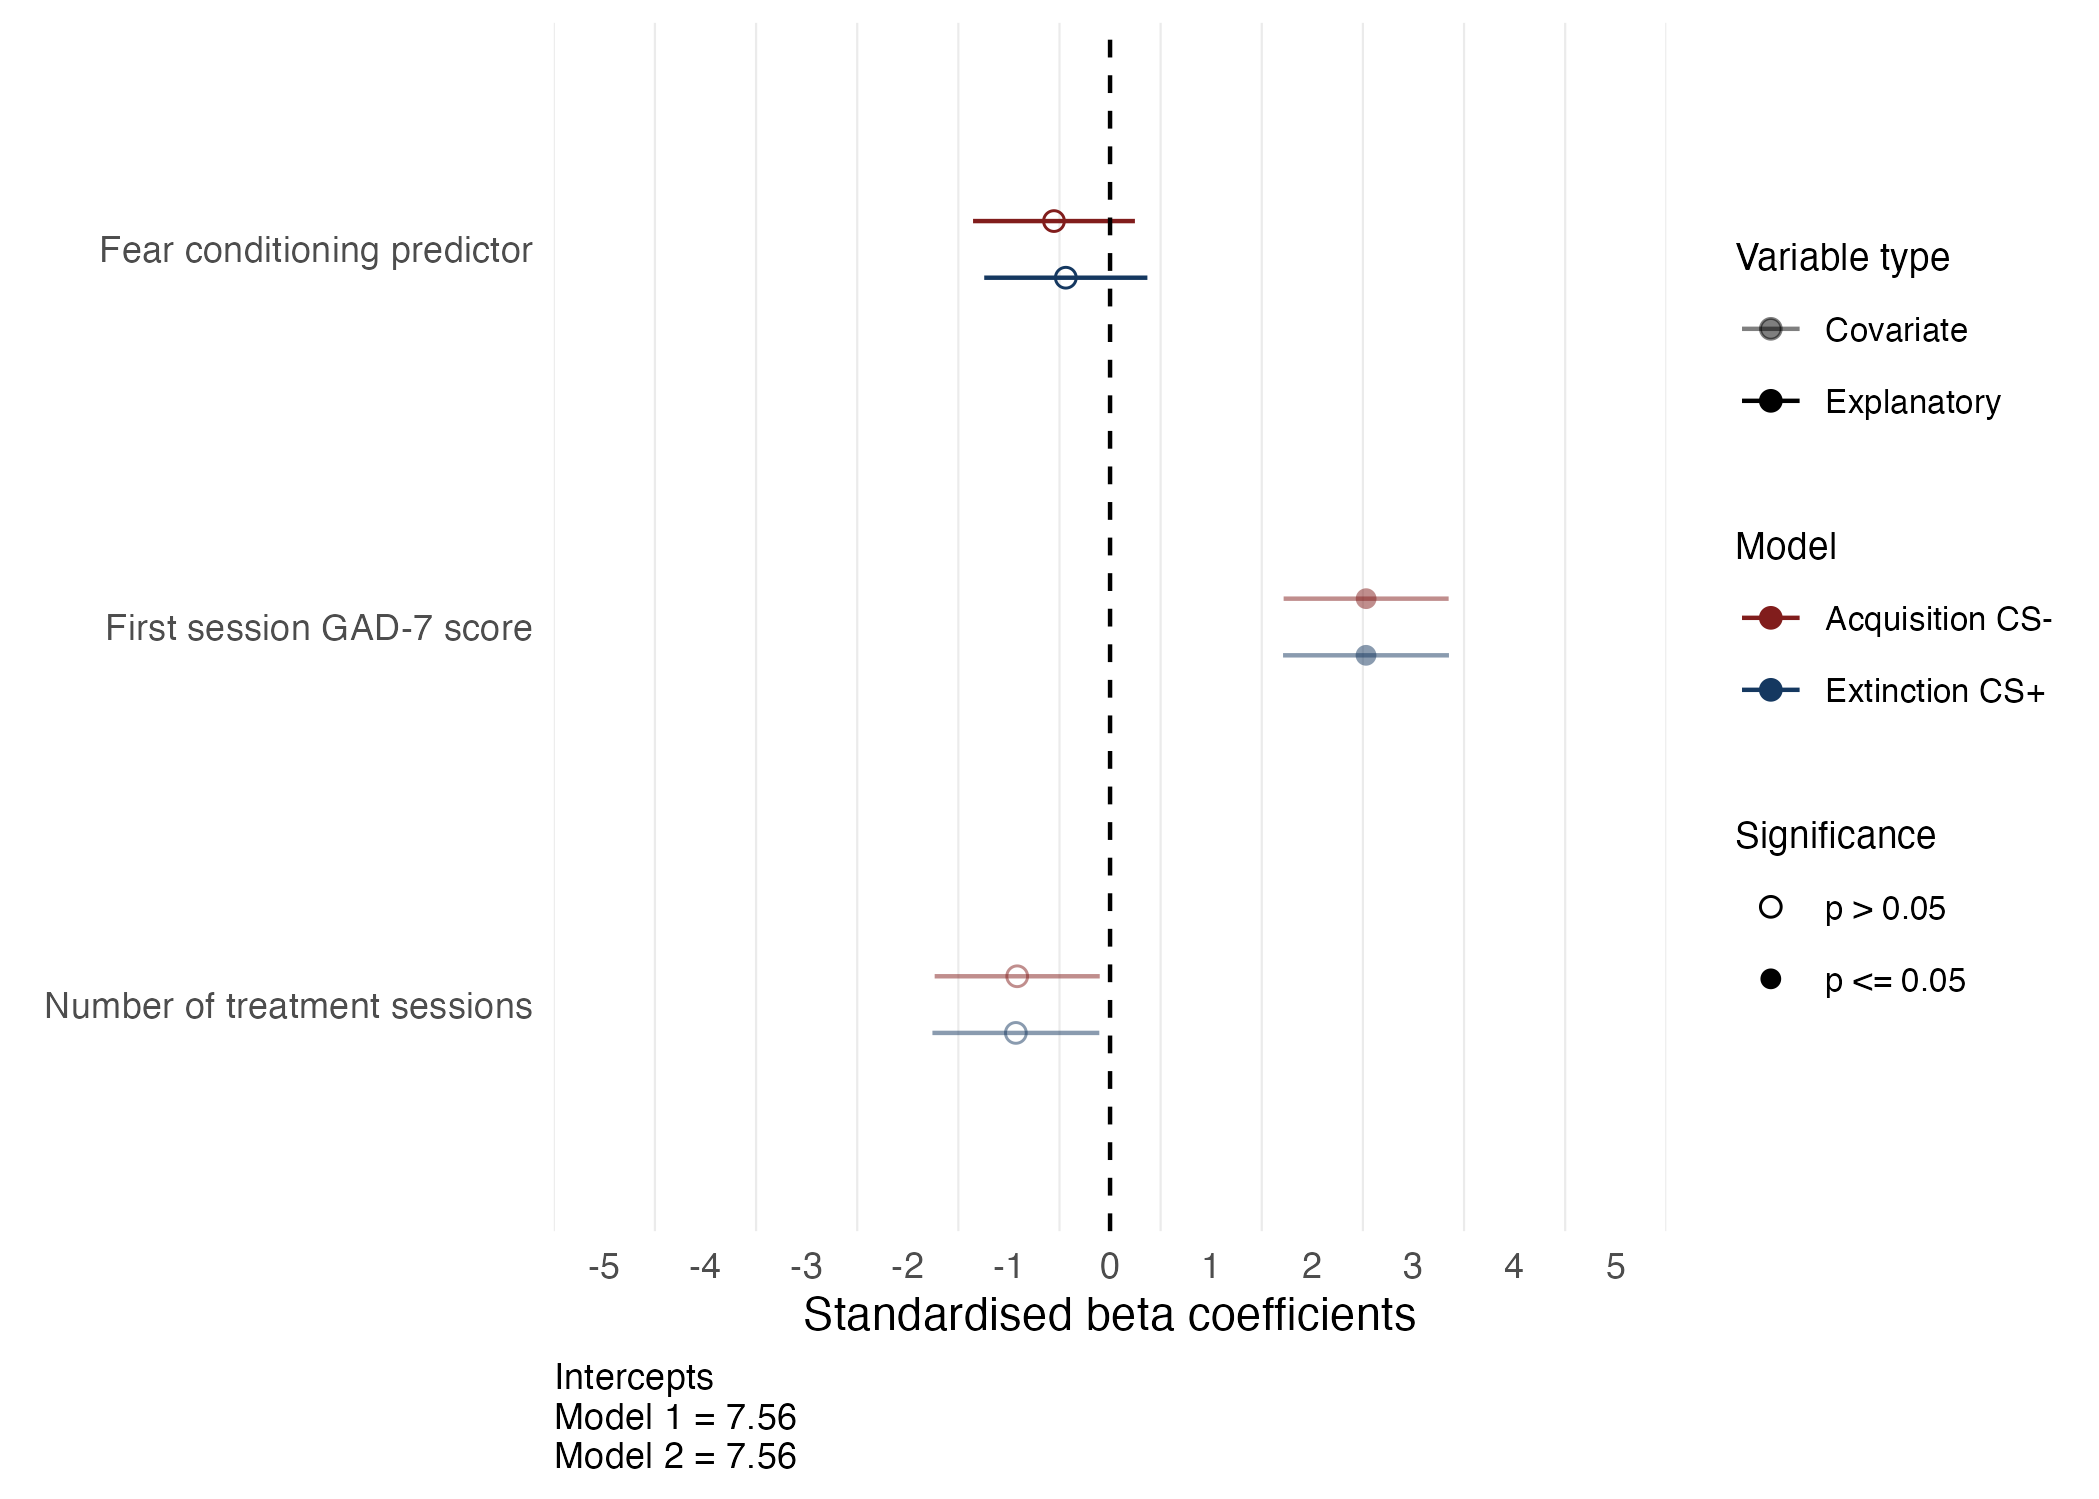 Fear conditioning predictor
First session GAD-7 score
Number of treatment sessions
-5 -4 -3 -2 -1 0 1 2 3 4 5
Standardised beta coefficients
Intercepts
Model 1 = 7.56
Model 2 = 7.56
Variable type
Covariate
Explanatory
Model
Acquisition CS-
Extinction CS+
Significance
p > 0.05
p <= 0.05